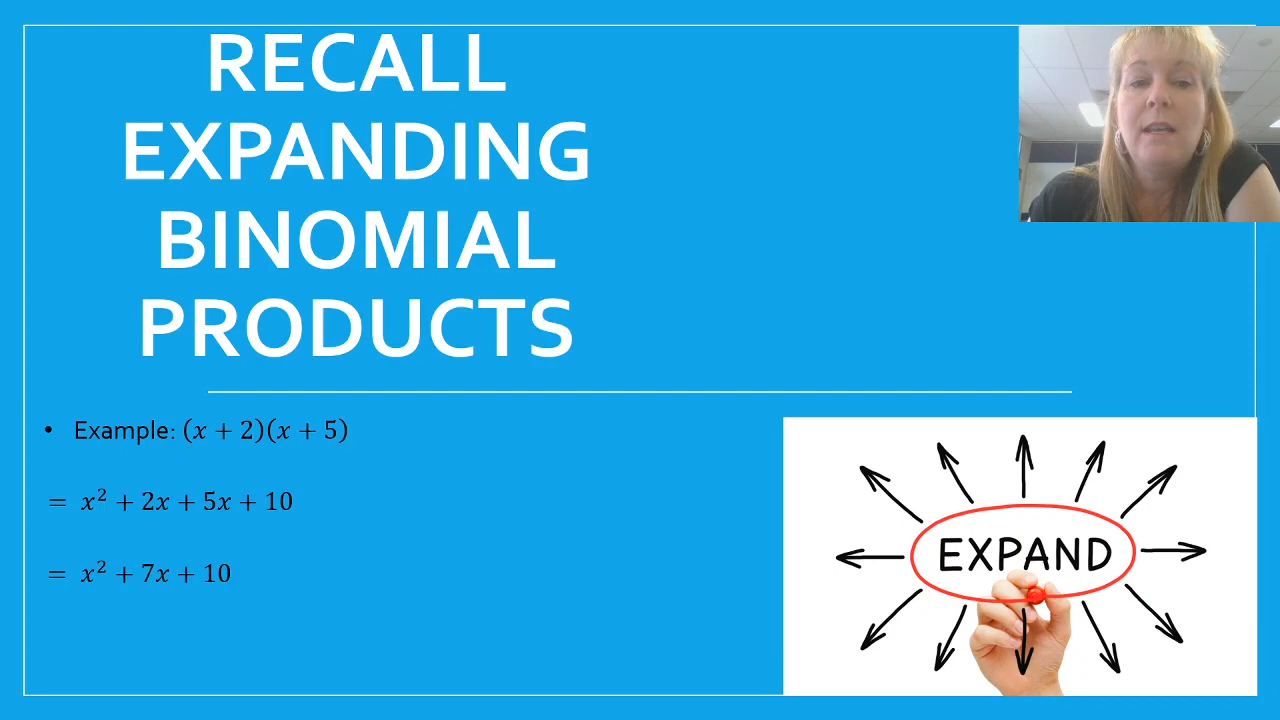 RECALL
EXPANDING
BINOMIAL
PRODUCTS
• Example: (𝑥 + 2)(𝑥 + 5)
= 𝑥² + 2𝑥 + 5𝑥 + 10
= 𝑥² + 7𝑥 + 10
EXPAND